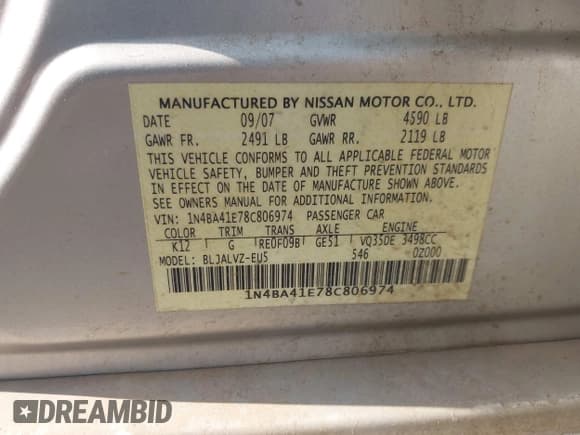 MANUFACTURED BY NISSAN MOTOR CO., LTD.
DATE 09/07 GVWR 4590 LB
GAWR FR. 2491 LB GAWR RR. 2119 LB
THIS VEHICLE CONFORMS TO ALL APPLICABLE FEDERAL MOTOR
VEHICLE SAFETY, BUMPER AND THEFT PREVENTION STANDARDS
IN EFFECT ON THE DATE OF MANUFACTURE SHOWN ABOVE.
SEE OWNERS MANUAL FOR ADDITIONAL INFORMATION.
VIN: 1N4BA41E78C806974 PASSENGER CAR
COLOR TRIM TRANS AXLE ENGINE
K12 G RE0F09B GE51 VQ35DE 3498CC
MODEL: BLJALVZ-EU5 546 0Z000
1N4BA41E78C806974
DREAMBID